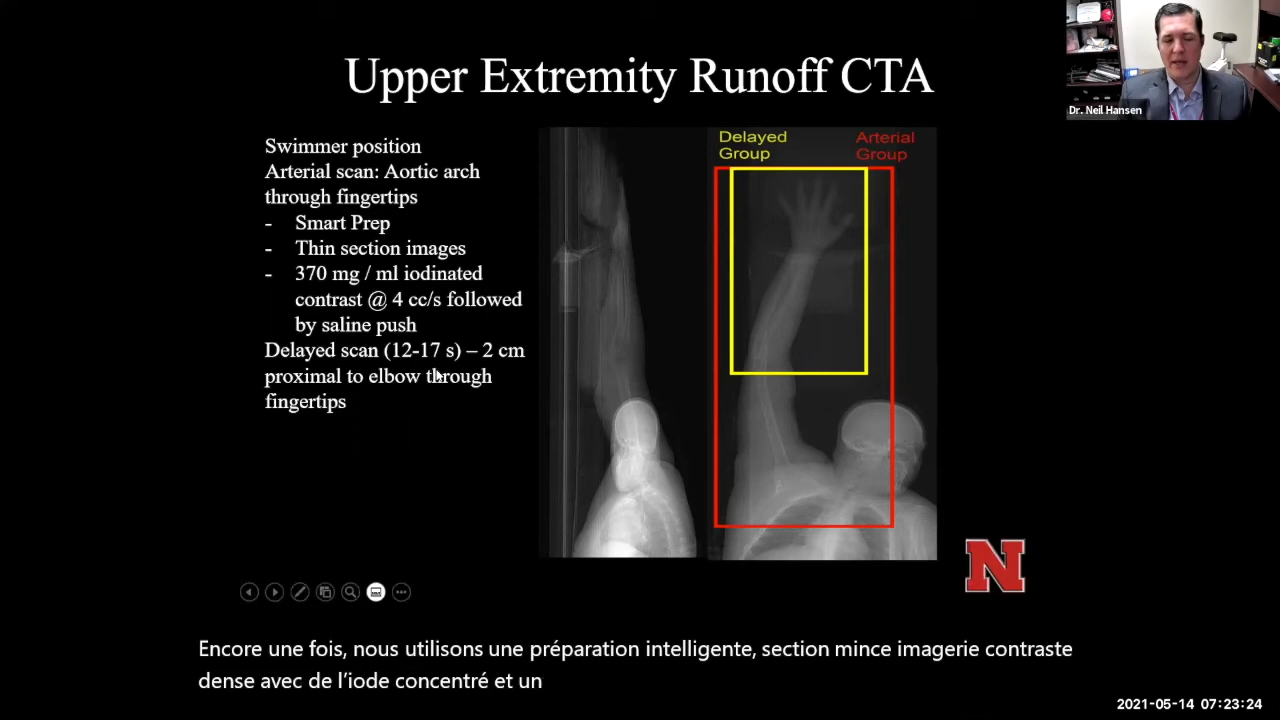 Upper Extremity Runoff CTA
Dr. Neil Hansen
Swimmer position
Arterial scan: Aortic arch
through fingertips
- Smart Prep
- Thin section images
- 370 mg / ml iodinated
contrast @ 4 cc/s followed
by saline push
Delayed scan (12-17 s) – 2 cm
proximal to elbow through
fingertips
Delayed
Group
Arterial
Group
N
Encore une fois, nous utilisons une préparation intelligente, section mince imagerie contraste
dense avec de l’iode concentré et un
2021-05-14 07:23:24